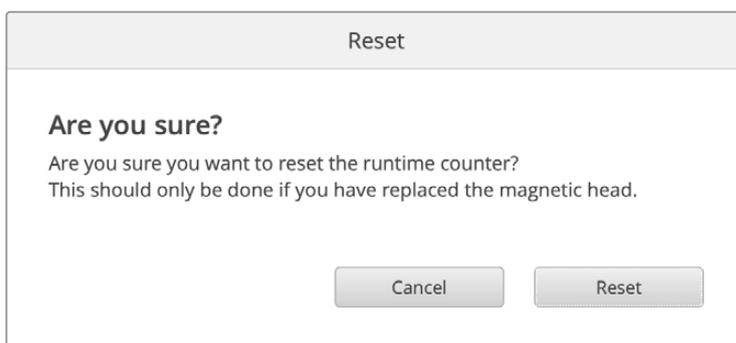 Reset
Are you sure?
Are you sure you want to reset the runtime counter?
This should only be done if you have replaced the magnetic head.
Cancel
Reset